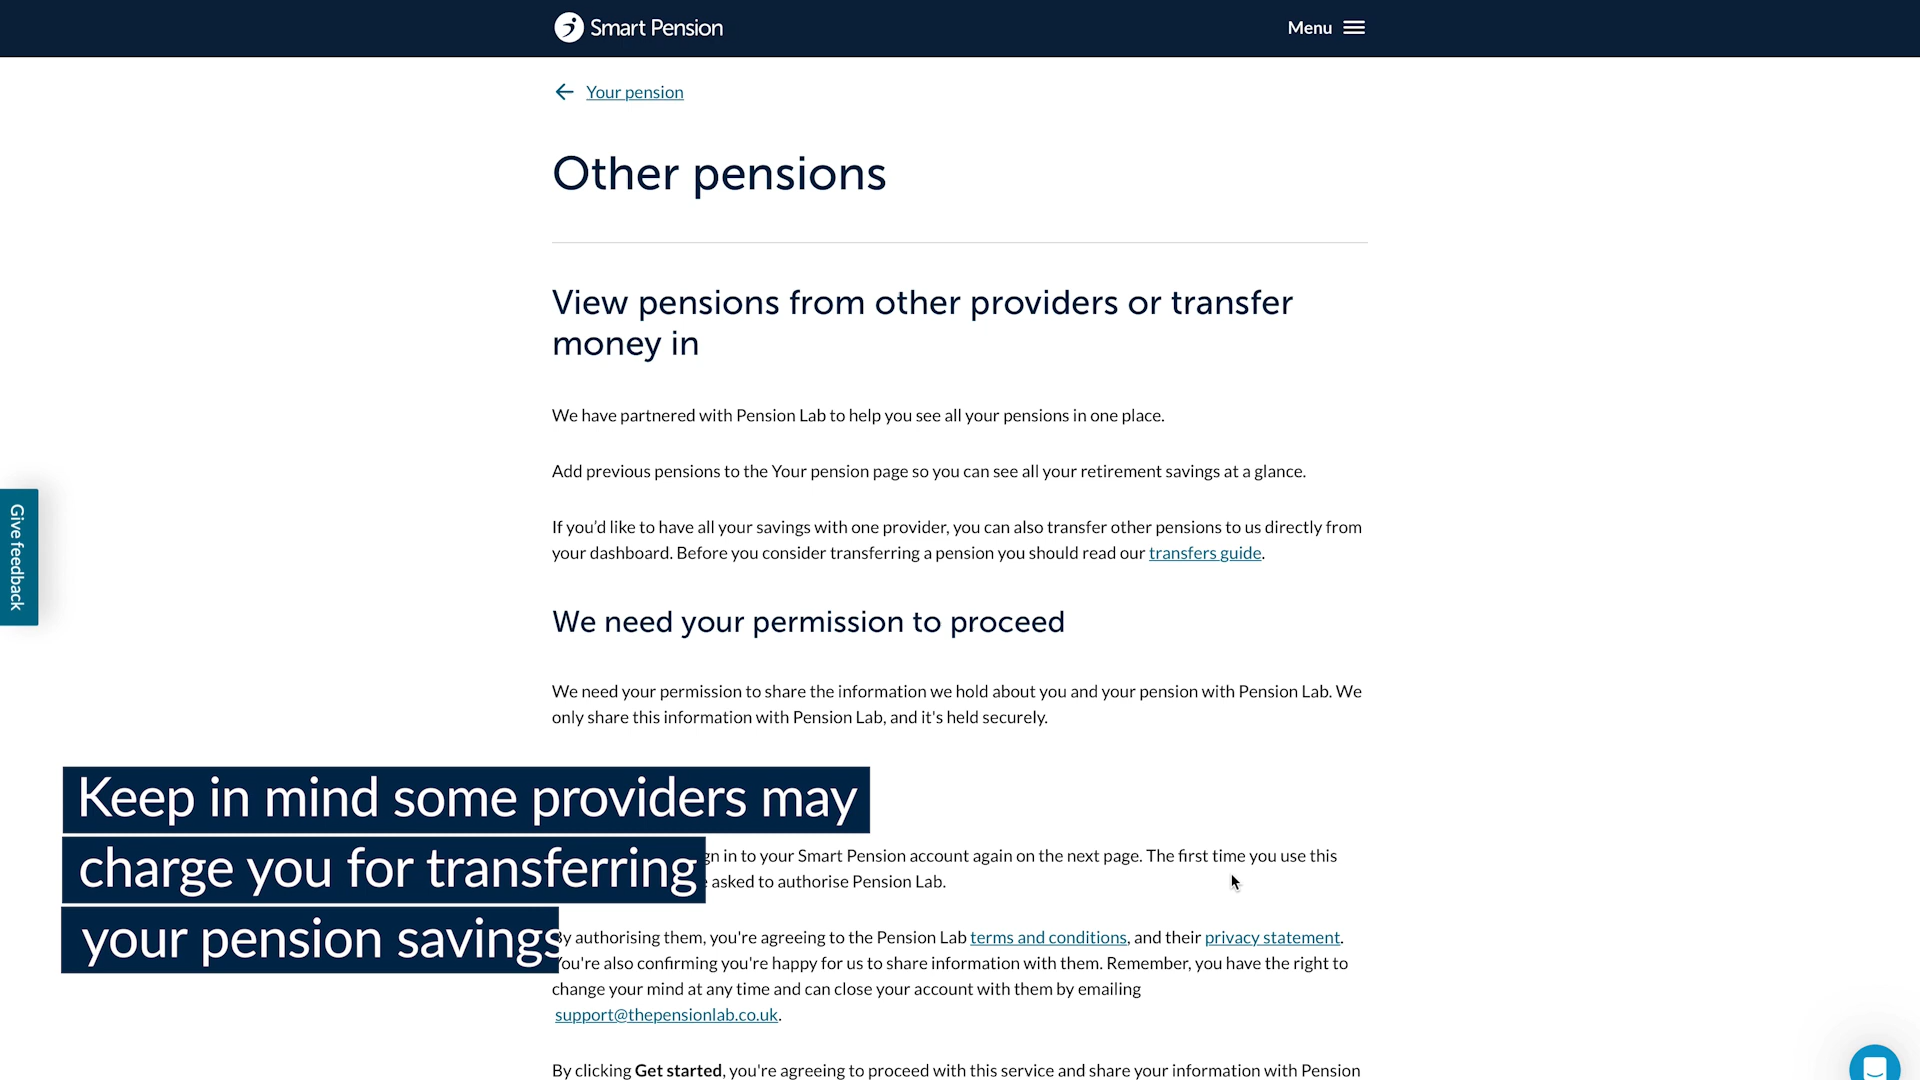 Smart Pension
Menu
Your pension
Other pensions
View pensions from other providers or transfer
money in
We have partnered with Pension Lab to help you see all your pensions in one place.
Add previous pensions to the Your pension page so you can see all your retirement savings at a glance.
If you'd like to have all your savings with one provider, you can also transfer other pensions to us directly from
your dashboard. Before you consider transferring a pension you should read our transfers guide.
Give feedback
We need your permission to proceed
We need your permission to share the information we hold about you and your pension with Pension Lab. We
only share this information with Pension Lab, and it's held securely.
Keep in mind some providers may
charge you for transferring
your pension savings
in to your Smart Pension account again on the next page. The first time you use this
asked to authorise Pension Lab.
By authorising them, you're agreeing to the Pension Lab terms and conditions, and their privacy statement.
You're also confirming you're happy for us to share information with them. Remember, you have the right to
change your mind at any time and can close your account with them by emailing
support@thepensionlab.co.uk.
By clicking Get started, you're agreeing to proceed with this service and share your information with Pension